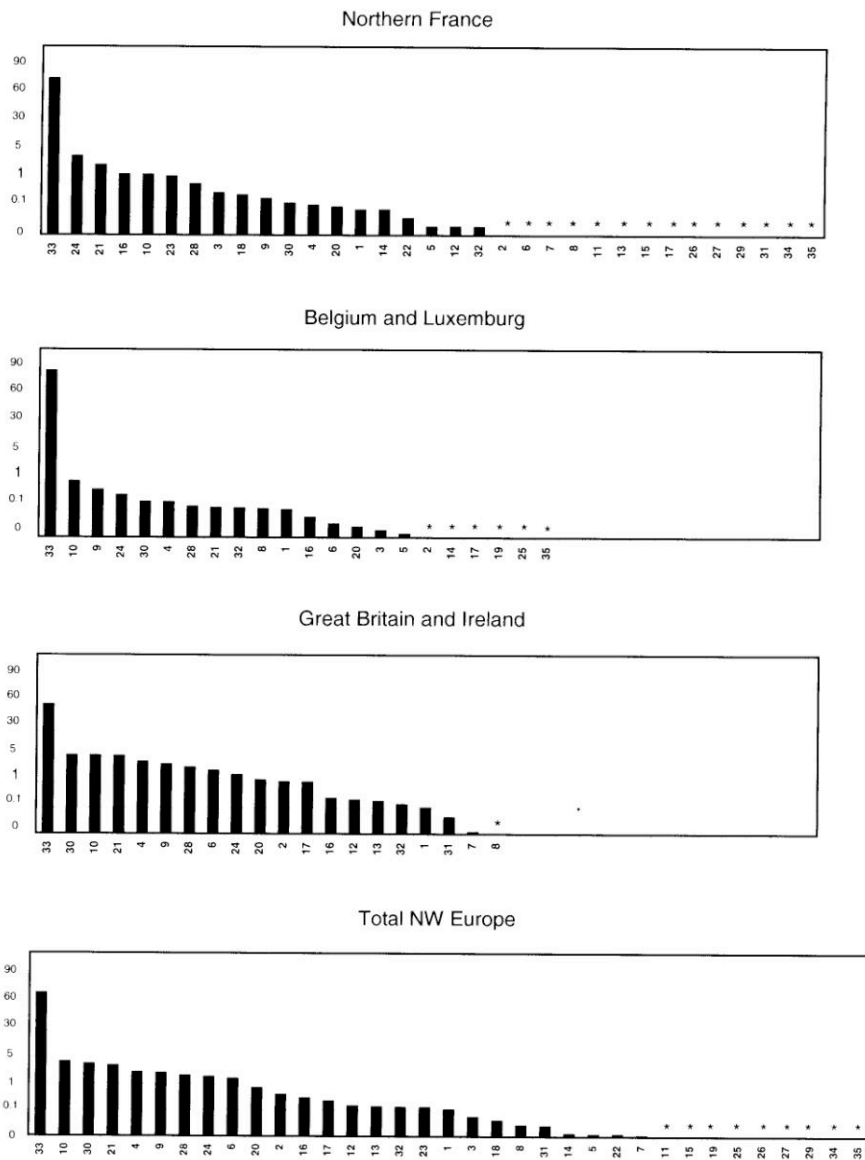 Northern France
90
60
30
5
1
0.1
0
33 24 21 16 10 23 28 3 18 9 30 4 20 1 14 22 5 12 32 2 6 7 8 11 13 15 17 26 27 29 31 34 35
* * * * * * * * * * * * * *
Belgium and Luxemburg
90
60
30
5
1
0.1
0
33 10 9 24 30 4 28 21 32 8 1 16 6 20 3 5 2 14 17 19 25 35
* * * * * *
Great Britain and Ireland
90
60
30
5
1
0.1
0
33 30 10 21 4 9 28 6 24 20 2 17 16 12 13 32 1 31 7 8
*
Total NW Europe
90
60
30
5
1
0.1
0
33 10 30 21 4 9 28 24 6 20 2 16 17 12 13 32 23 1 3 18 8 31 14 5 22 7 11 15 19 25 26 27 29 34
* * * * * * * * *